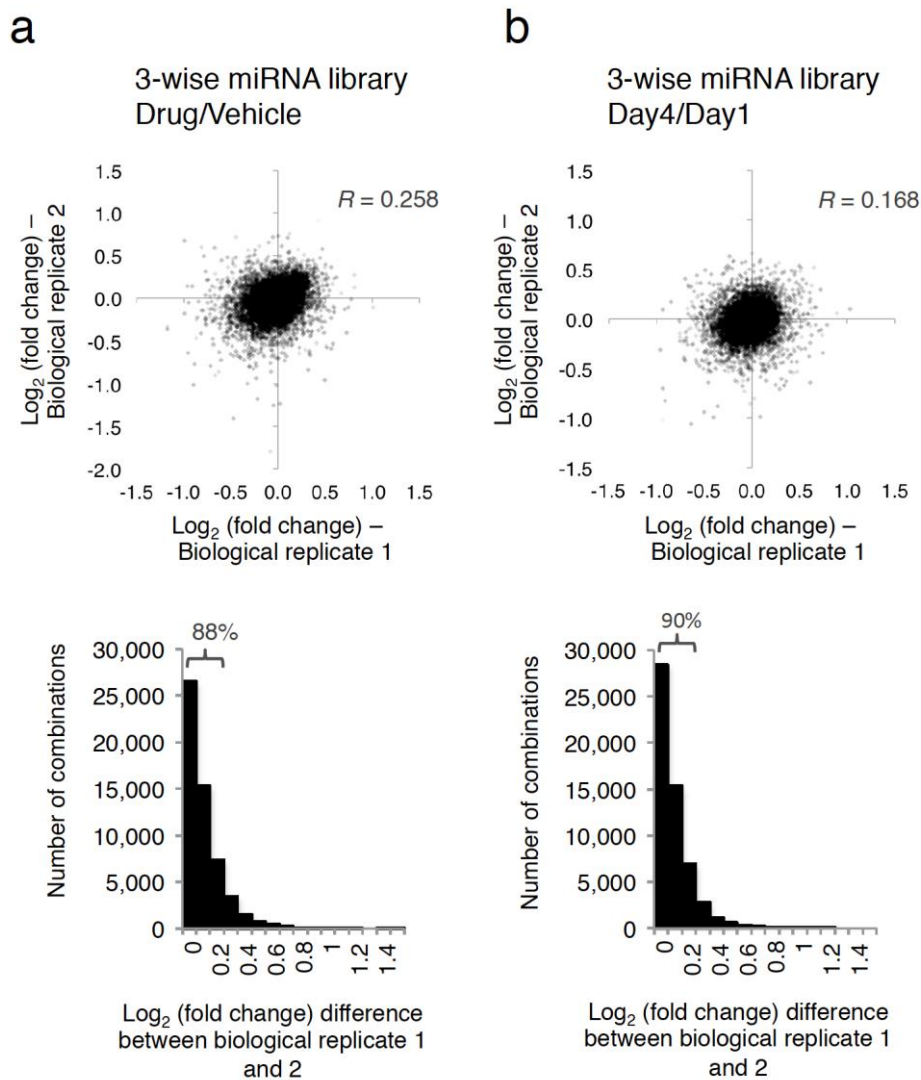 a
3-wise miRNA library
Drug/Vehicle
R = 0.258
Log2 (fold change) –
Biological replicate 2
1.5
1.0
0.5
0.0
-0.5
-1.0
-1.5
-2.0
-1.5 -1.0 -0.5 0.0 0.5 1.0 1.5
Log2 (fold change) –
Biological replicate 1
b
3-wise miRNA library
Day4/Day1
R = 0.168
Log2 (fold change) –
Biological replicate 2
1.5
1.0
0.5
0.0
-0.5
-1.0
-1.5
-1.5 -1.0 -0.5 0.0 0.5 1.0 1.5
Log2 (fold change) –
Biological replicate 1
88%
Number of combinations
30,000
25,000
20,000
15,000
10,000
5,000
0
0 0.2 0.4 0.6 0.8 1 1.2 1.4
Log2 (fold change) difference
between biological replicate 1
and 2
90%
Number of combinations
30,000
25,000
20,000
15,000
10,000
5,000
0
0 0.2 0.4 0.6 0.8 1 1.2 1.4
Log2 (fold change) difference
between biological replicate 1
and 2